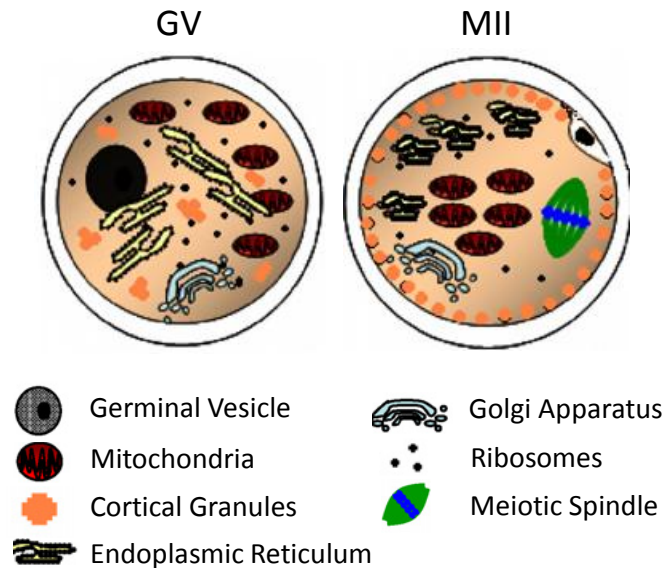 GV MII
Germinal Vesicle Golgi Apparatus
Mitochondria Ribosomes
Cortical Granules Meiotic Spindle
Endoplasmic Reticulum